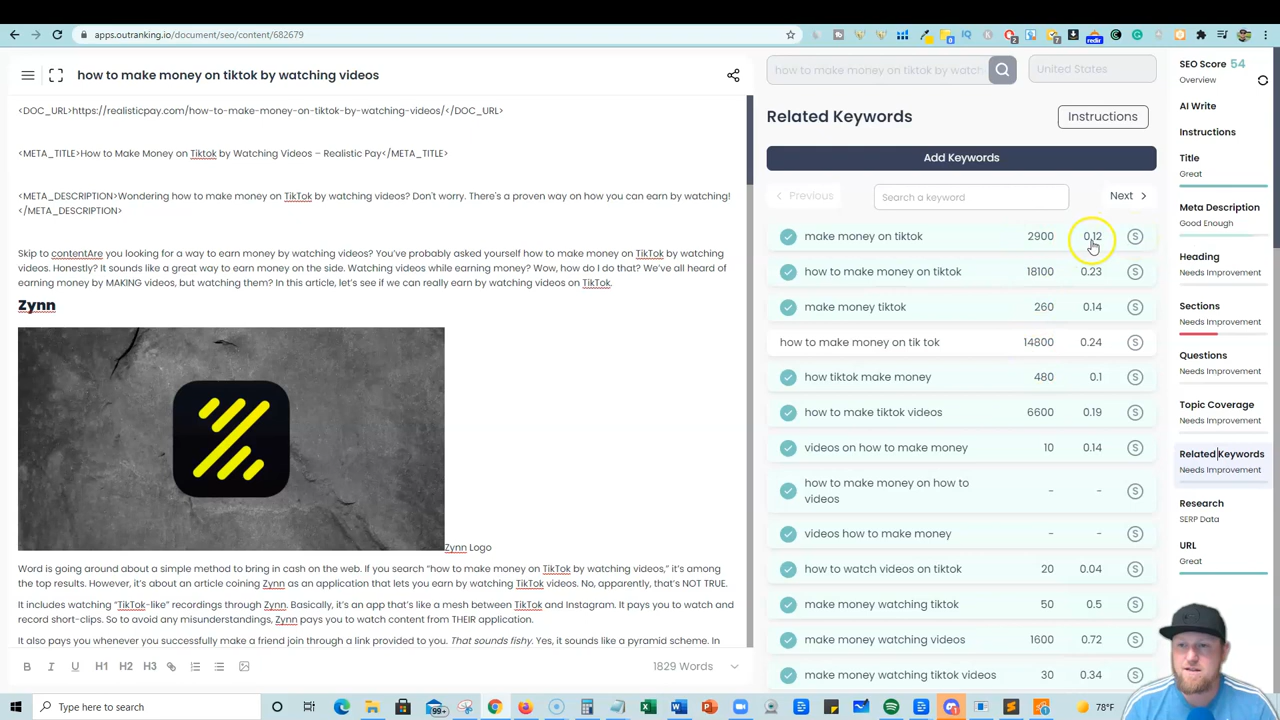 apps.outranking.io/document/seo/content/682679
how to make money on tiktok by watching videos
<DOC_URL>https://realisticpay.com/how-to-make-money-on-tiktok-by-watching-videos/</DOC_URL>
<META_TITLE>How to Make Money on Tiktok by Watching Videos – Realistic Pay</META_TITLE>
<META_DESCRIPTION>Wondering how to make money on TikTok by watching videos? Don't worry. There's a proven way on how you can earn by watching!
</META_DESCRIPTION>
Skip to contentAre you looking for a way to earn money by watching videos? You've probably asked yourself how to make money on TikTok by watching
videos. Honestly? It sounds like a great way to earn money on the side. Watching videos while earning money? Wow, how do I do that? We've all heard of
earning money by MAKING videos, but watching them? In this article, let's see if we can really earn by watching videos on TikTok.
Zynn
Zynn Logo
Word is going around about a simple method to bring in cash on the web. If you search "how to make money on TikTok by watching videos," it's among
the top results. However, it's about an article coining Zynn as an application that lets you earn by watching TikTok videos. No, apparently, that's NOT TRUE.
It includes watching "TikTok-like" recordings through Zynn. Basically, it's an app that's like a mesh between TikTok and Instagram. It pays you to watch and
record short-clips. So to avoid any misunderstandings, Zynn pays you to watch content from THEIR application.
It also pays you whenever you successfully make a friend join through a link provided to you. That sounds fishy. Yes, it sounds like a pyramid scheme. In
B I U H1 H2 H3
1829 Words
how to make money on tiktok by watch
United States
Related Keywords
Instructions
Add Keywords
Previous
Search a keyword
Next
make money on tiktok 2900 0.12 S
how to make money on tiktok 18100 0.23 S
make money tiktok 260 0.14 S
how to make money on tik tok 14800 0.24 S
how tiktok make money 480 0.1 S
how to make tiktok videos 6600 0.19 S
videos on how to make money 10 0.14 S
how to make money on how to
videos - - S
videos how to make money - - S
how to watch videos on tiktok 20 0.04 S
make money watching tiktok 50 0.5 S
make money watching videos 1600 0.72 S
make money watching tiktok videos 30 0.34 S
SEO Score 54
Overview
AI Write
Instructions
Title
Great
Meta Description
Good Enough
Heading
Needs Improvement
Sections
Needs Improvement
Questions
Needs Improvement
Topic Coverage
Needs Improvement
Related Keywords
Needs Improvement
Research
SERP Data
URL
Great
Type here to search
99+
78°F